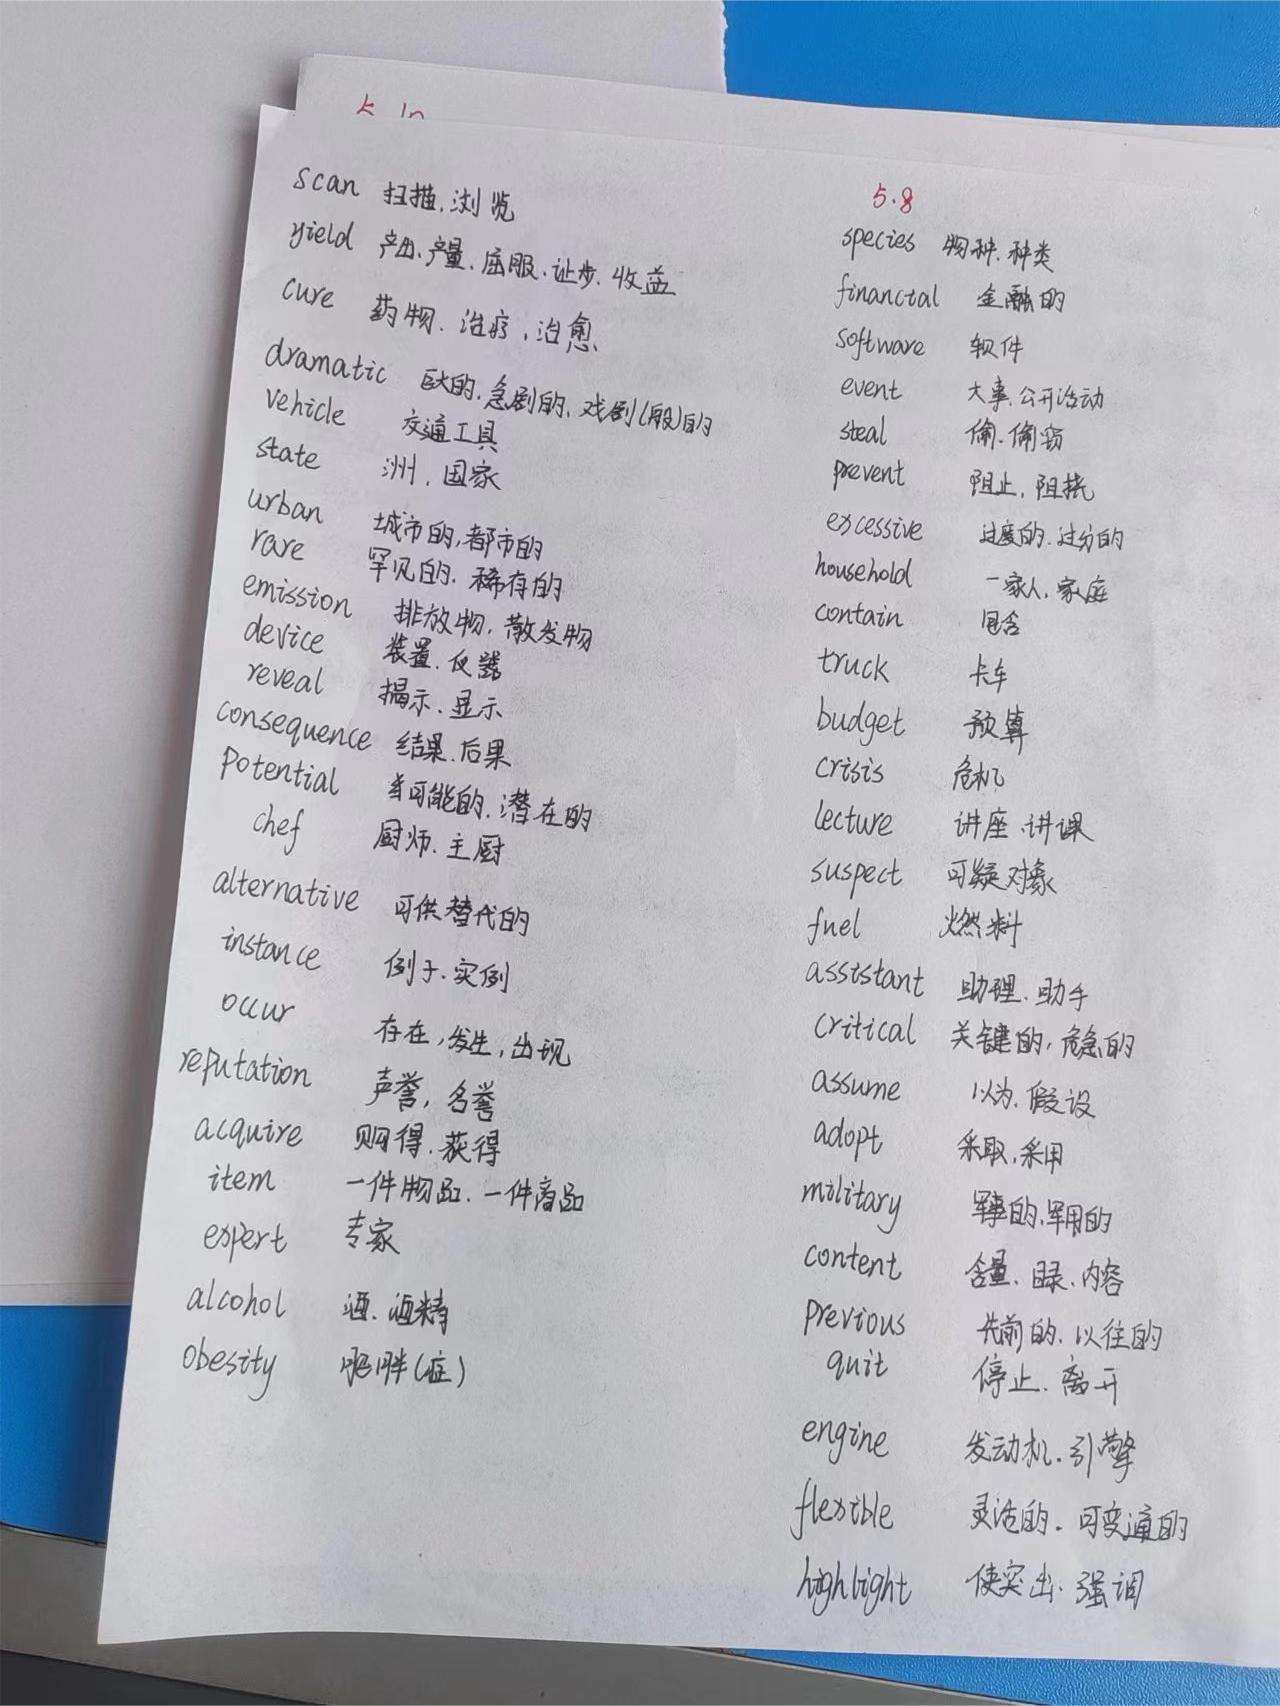 scan 扫描、浏览
yield 产出、产量、屈服、让步、收益
cure 药物、治疗,治愈、
dramatic 巨大的、急剧的、戏剧(般)的
vehicle 交通工具
state 洲、国家
urban 城市的,都市的
rare 罕见的、稀存的
emission 排放物、散发物
device 装置、仪器
reveal 揭示、显示
consequence 结果、后果
potential 可能的、潜在的
chef 厨师、主厨
alternative 可供替代的
instance 例子、实例
occur 存在,发生,出现
reputation 声誉,名誉
acquire 购得、获得
item 一件物品、一件商品
expert 专家
alcohol 酒、酒精
obesity 肥胖(症)
5.8
species 物种、种类
financial 金融的
software 软件
event 大事、公开活动
steal 偷、偷窃
prevent 阻止,阻挠
excessive 过度的、过分的
household 一家人、家庭
contain 包含
truck 卡车
budget 预算
crisis 危机
lecture 讲座、讲课
suspect 可疑对象
fuel 燃料
assistant 助理、助手
critical 关键的,危急的
assume 以为、假设
adopt 采取、采用
military 军事的、军用的
content 含量、目录、内容
previous 先前的、以往的
quit 停止、离开
engine 发动机、引擎
flexible 灵活的、可变通的
highlight 使突出、强调